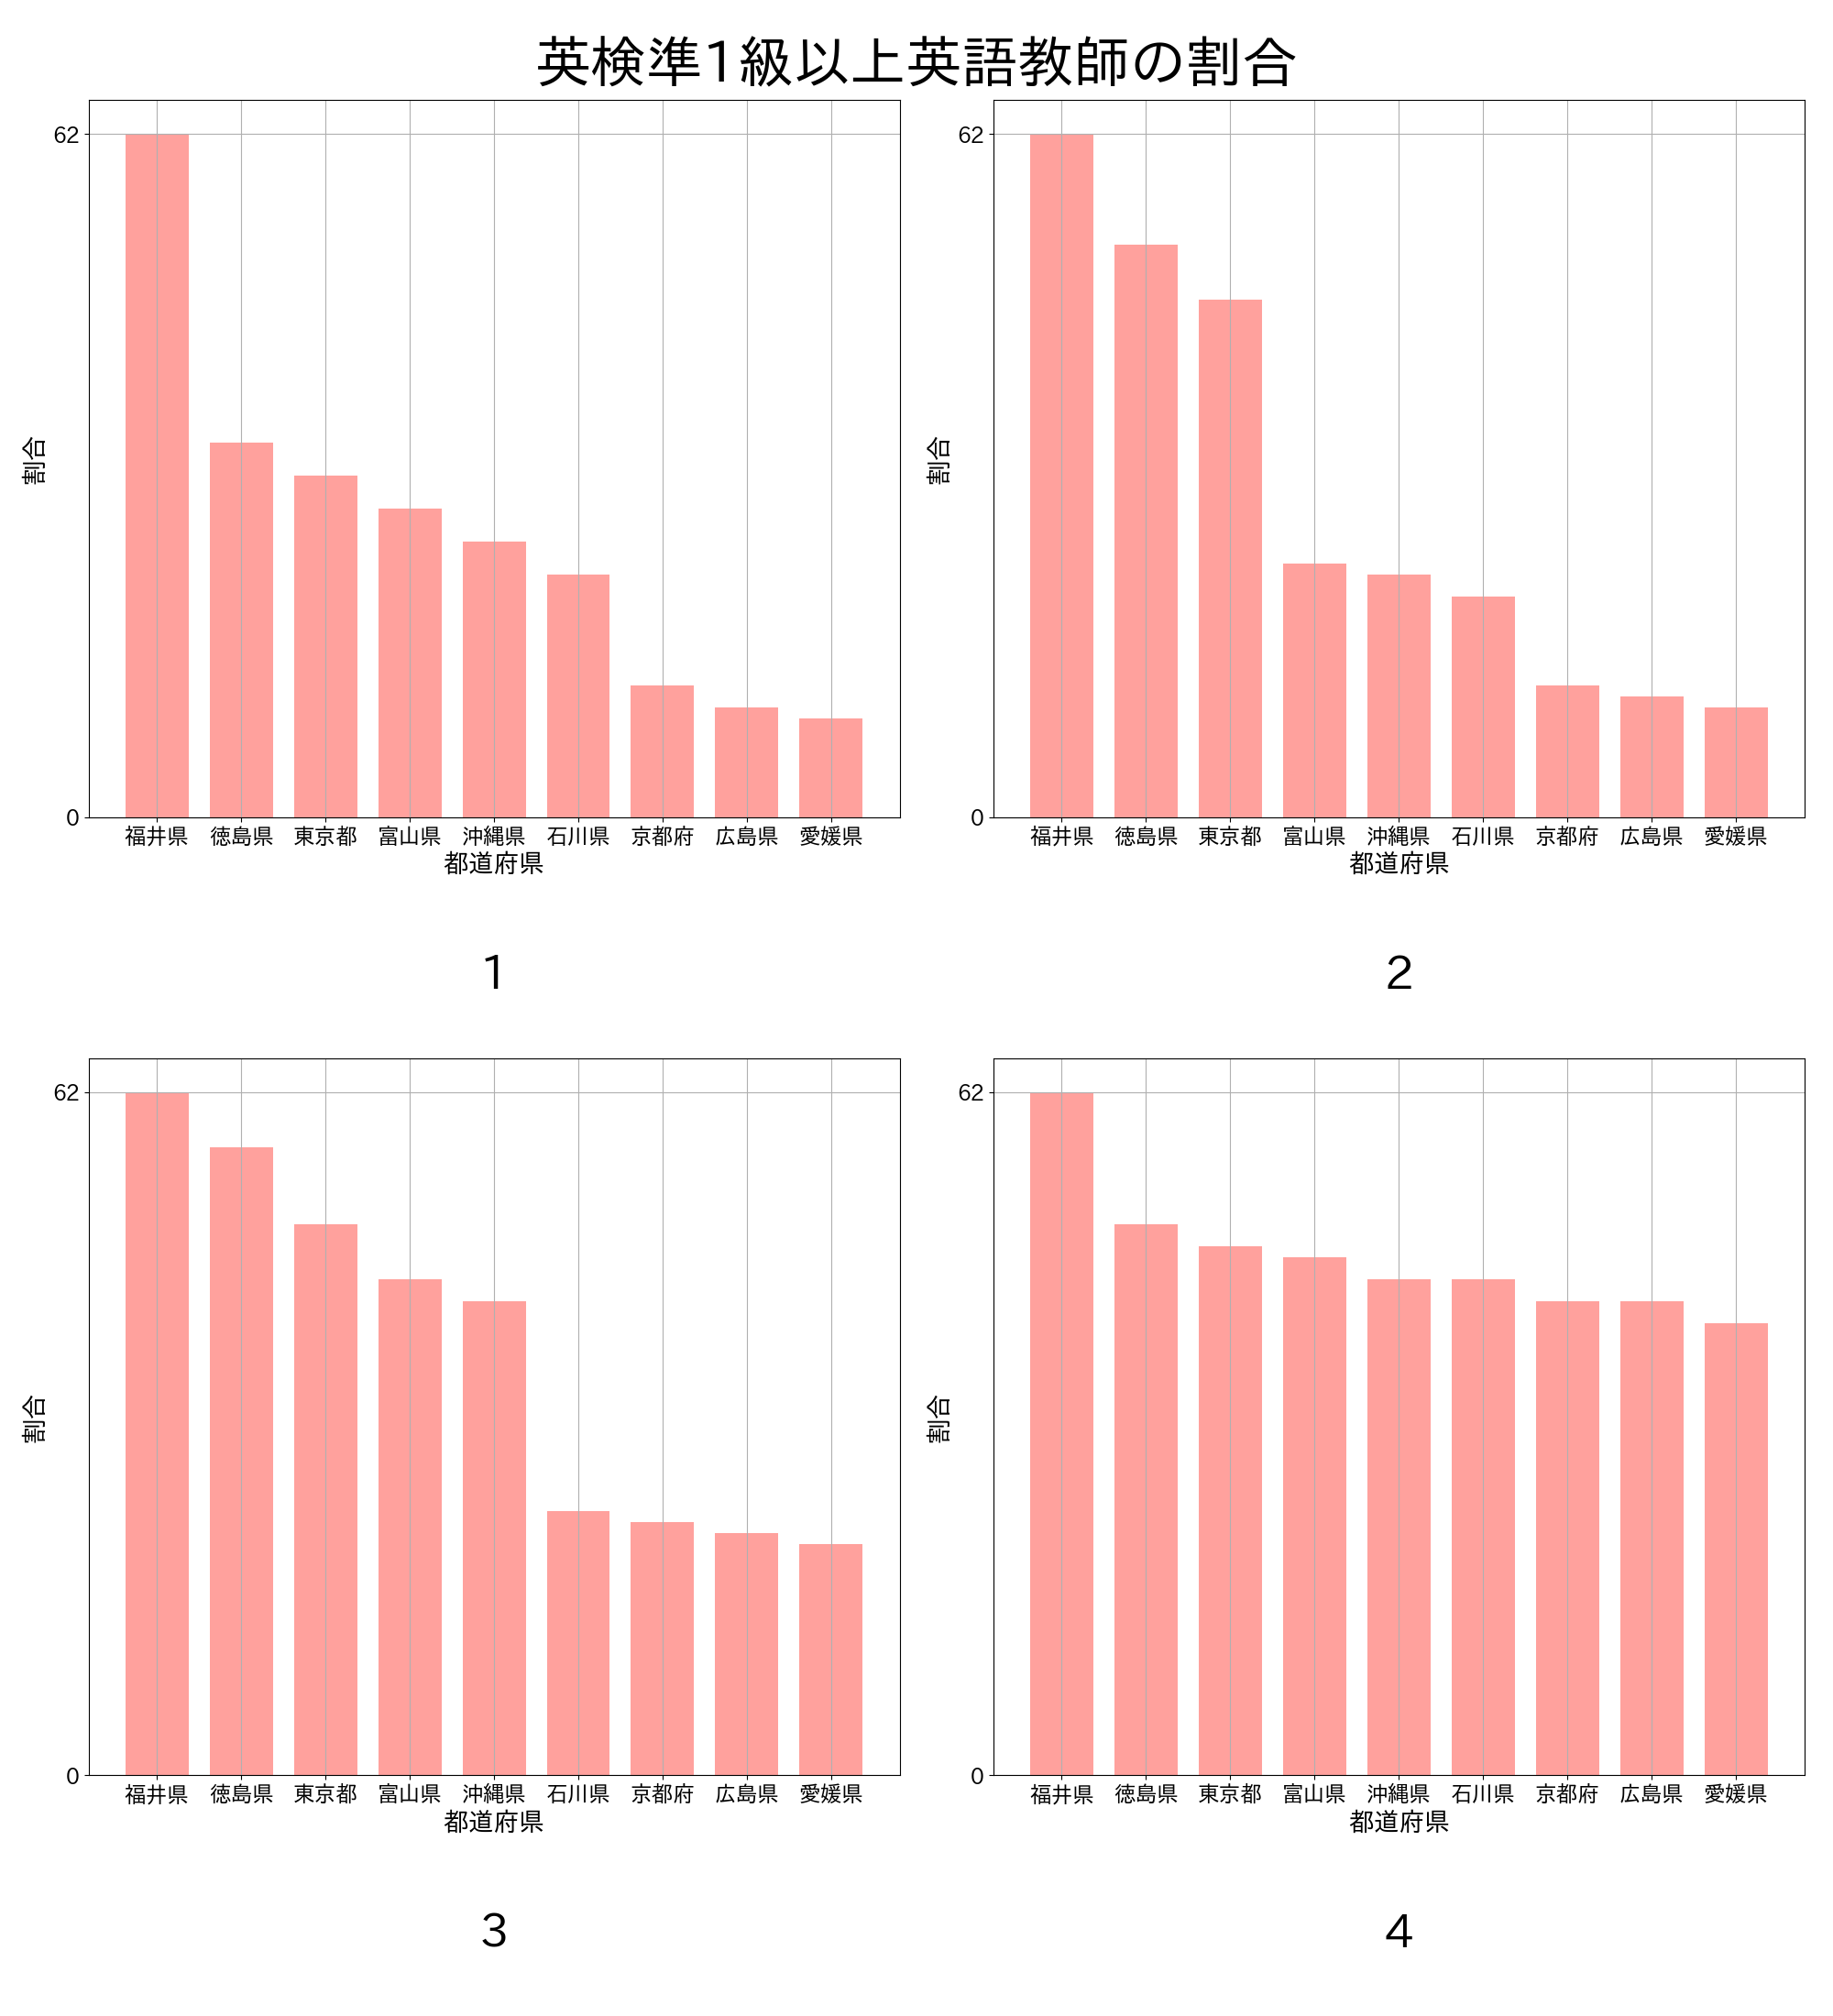 英検準1級以上英語教師の割合
62
0
割合
福井県 徳島県 東京都 富山県 沖縄県 石川県 京都府 広島県 愛媛県
都道府県
1
62
0
割合
福井県 徳島県 東京都 富山県 沖縄県 石川県 京都府 広島県 愛媛県
都道府県
2
62
0
割合
福井県 徳島県 東京都 富山県 沖縄県 石川県 京都府 広島県 愛媛県
都道府県
3
62
0
割合
福井県 徳島県 東京都 富山県 沖縄県 石川県 京都府 広島県 愛媛県
都道府県
4